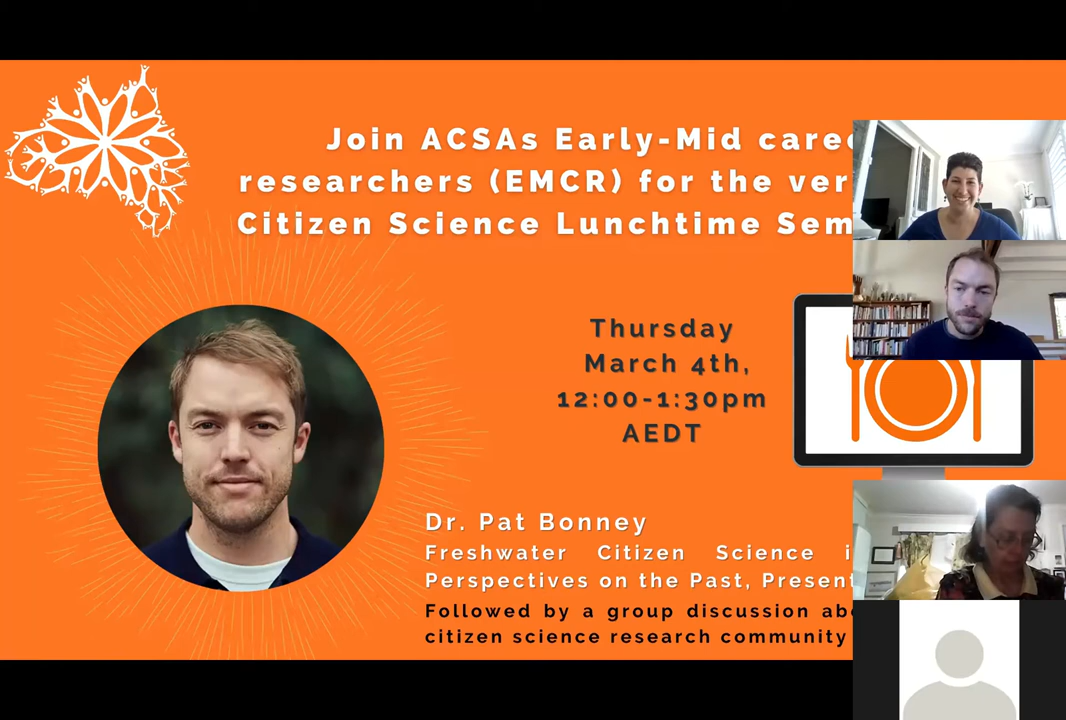 Join ACSAs Early-Mid caree
researchers (EMCR) for the ver
Citizen Science Lunchtime Sem
Thursday
March 4th,
12:00-1:30pm
AEDT
Dr. Pat Bonney
Freshwater Citizen Science i
Perspectives on the Past, Present
Followed by a group discussion abo
citizen science research community